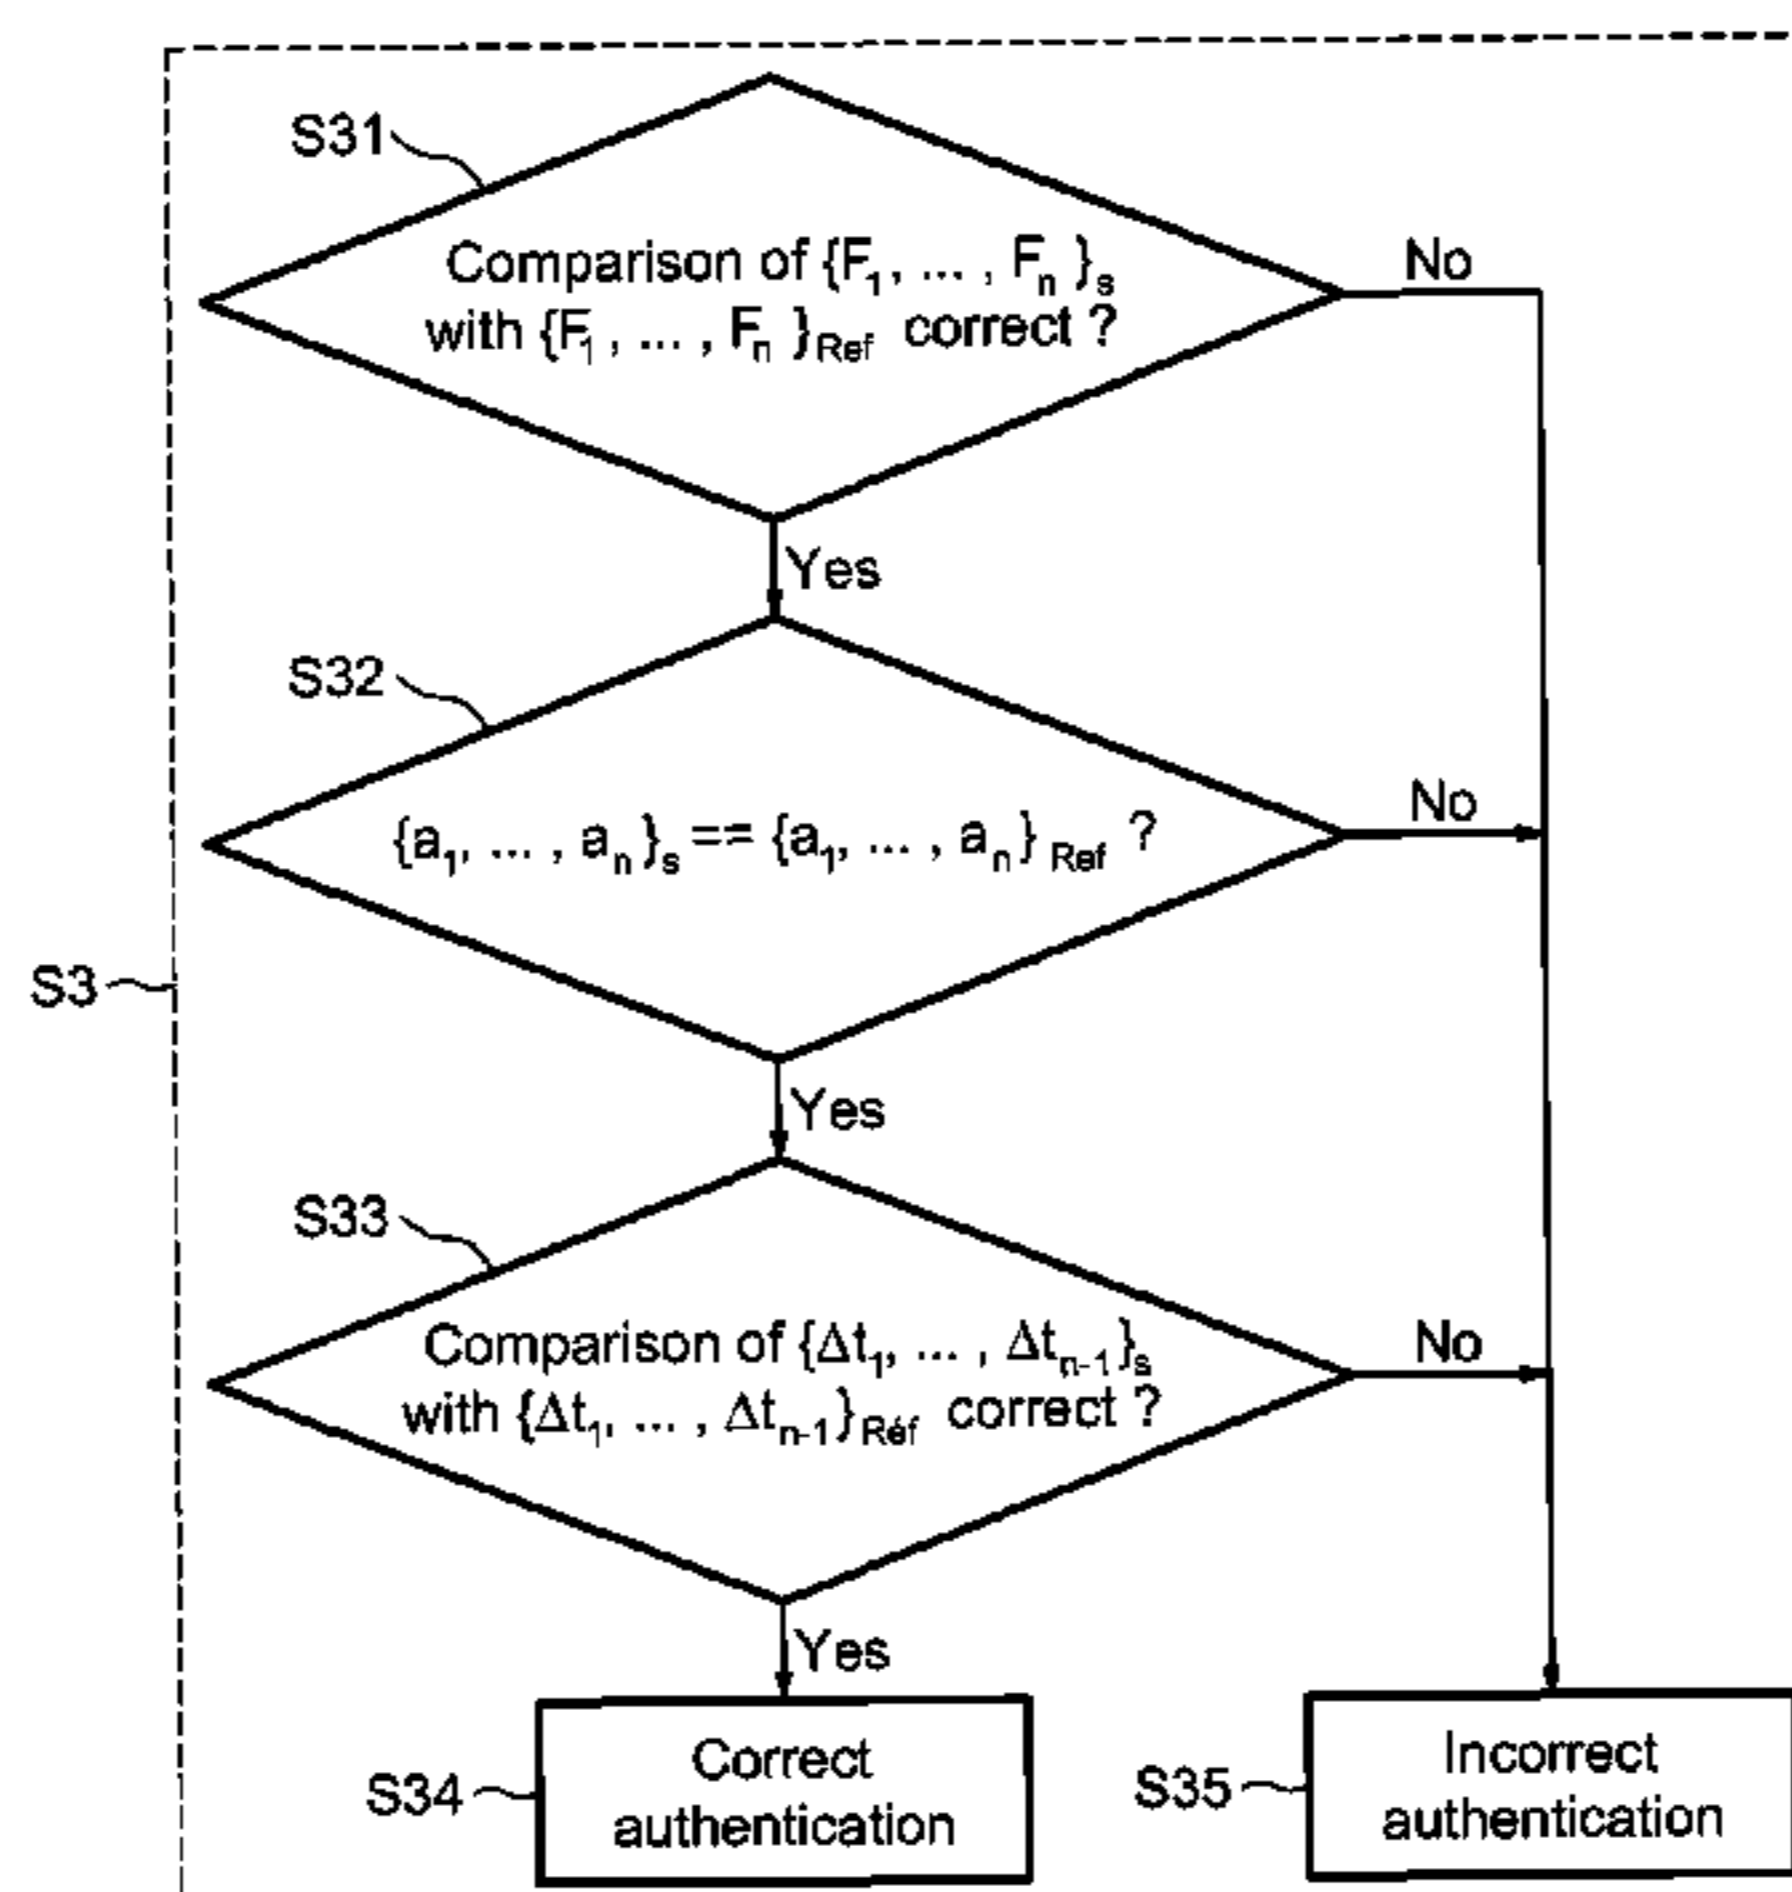 S31
Comparison of {F₁, ... , Fₙ }ₛ
with {F₁, ... , Fₙ }Ref correct ?
No
Yes
S32
{a₁, ... , aₙ }ₛ == {a₁, ... , aₙ} Ref ?
No
S3
Yes
S33
Comparison of {Δt₁, ... , Δtₙ₋₁}ₛ
with {Δt₁, ... , Δtₙ₋₁}Réf correct ?
No
Yes
S34
Correct
authentication
S35
Incorrect
authentication